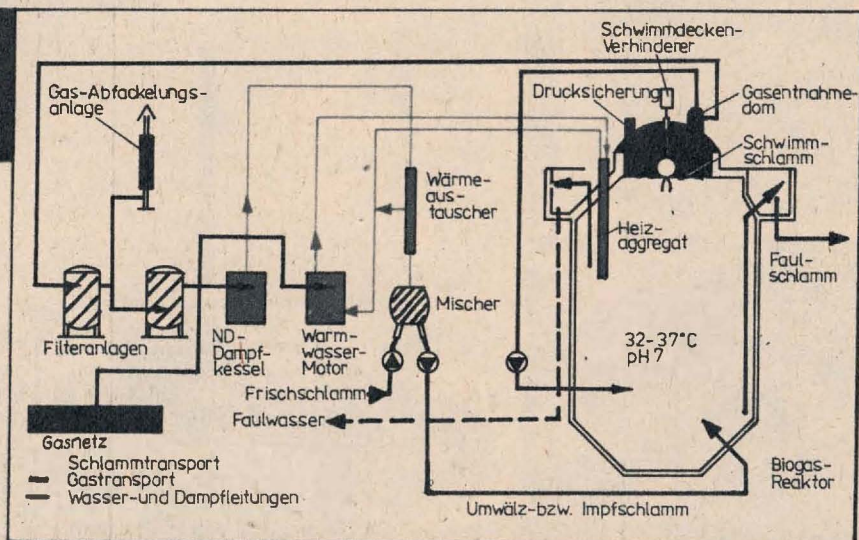 Schwimmdecken-
Verhinderer
Gas-Abfackelungs-
anlage
Drucksicherung
Gasentnahme-
dom
Schwimm-
schlamm
Wärme-
aus-
tauscher
Heiz-
aggregat
Faul-
schlamm
Mischer
Filteranlagen
ND-
Dampf-
kessel
Warm-
wasser-
Motor
32-37°C
pH 7
Frischschlamm
Faulwasser
Gasnetz
Schlammtransport
Gastransport
Wasser-und Dampfleitungen
Biogas-
Reaktor
Umwälz-bzw. Impfschlamm